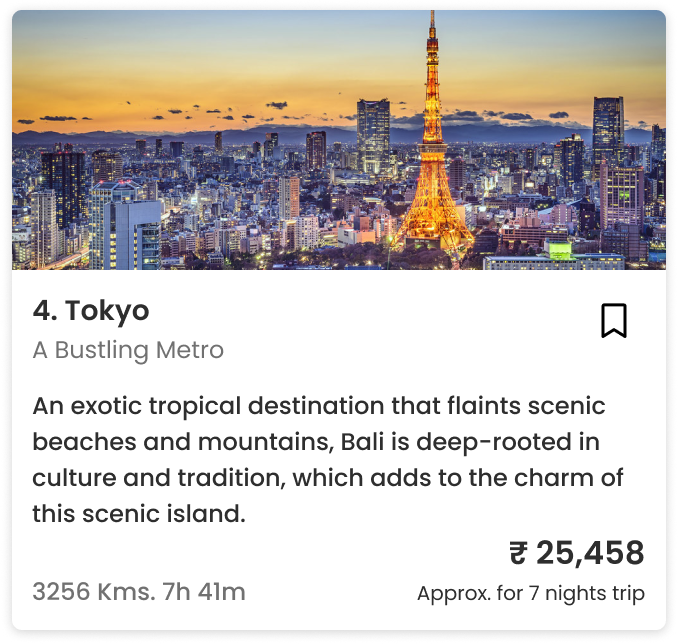 4. Tokyo
A Bustling Metro
An exotic tropical destination that flaints scenic
beaches and mountains, Bali is deep-rooted in
culture and tradition, which adds to the charm of
this scenic island.
₹ 25,458
3256 Kms. 7h 41m
Approx. for 7 nights trip